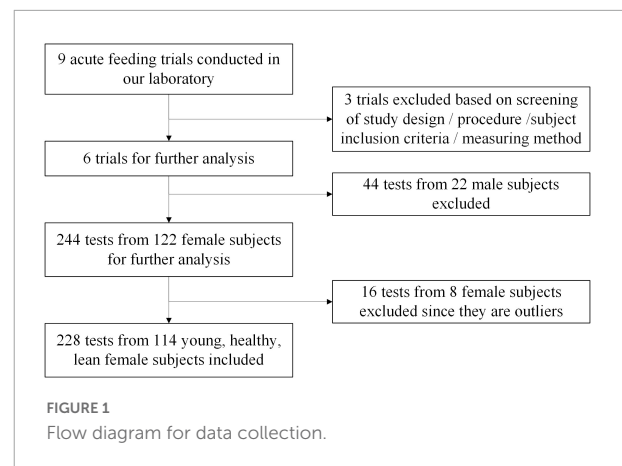 9 acute feeding trials conducted in
our laboratory
3 trials excluded based on screening
of study design / procedure /subject
inclusion criteria / measuring method
6 trials for further analysis
44 tests from 22 male subjects
excluded
244 tests from 122 female subjects
for further analysis
16 tests from 8 female subjects
excluded since they are outliers
228 tests from 114 young, healthy,
lean female subjects included
FIGURE 1
Flow diagram for data collection.